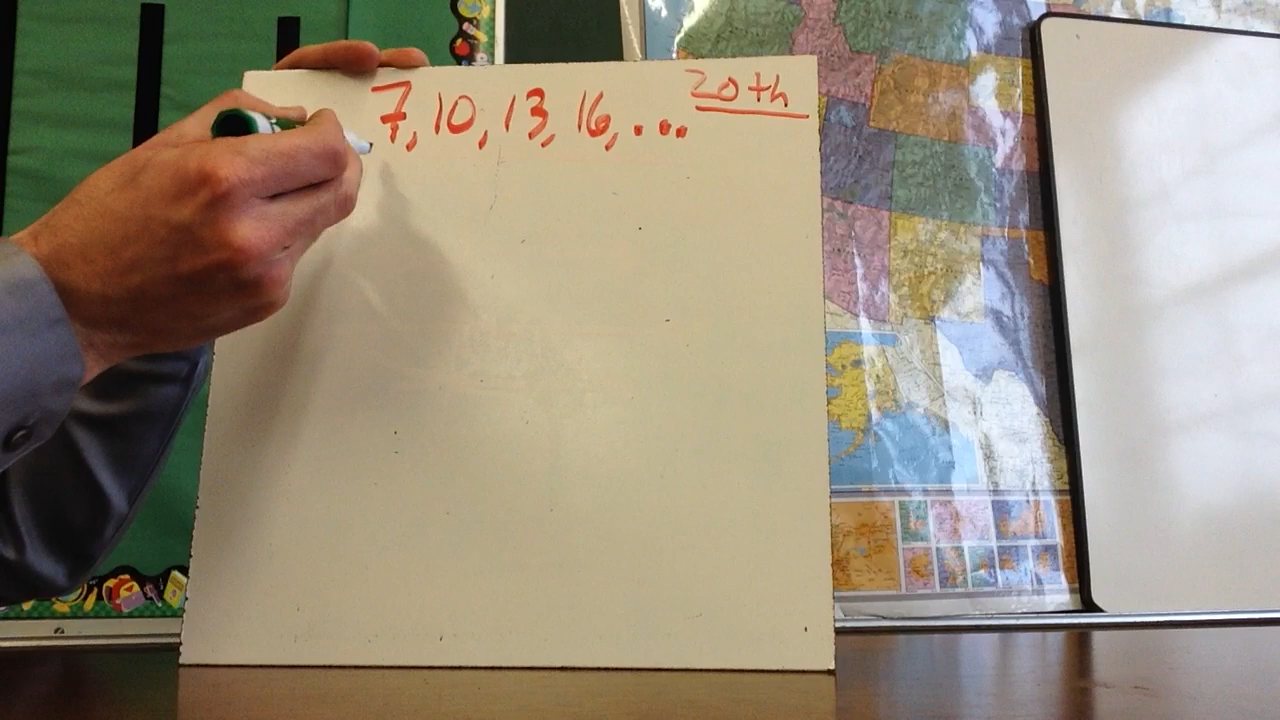 7, 10, 13, 16, ... 20th